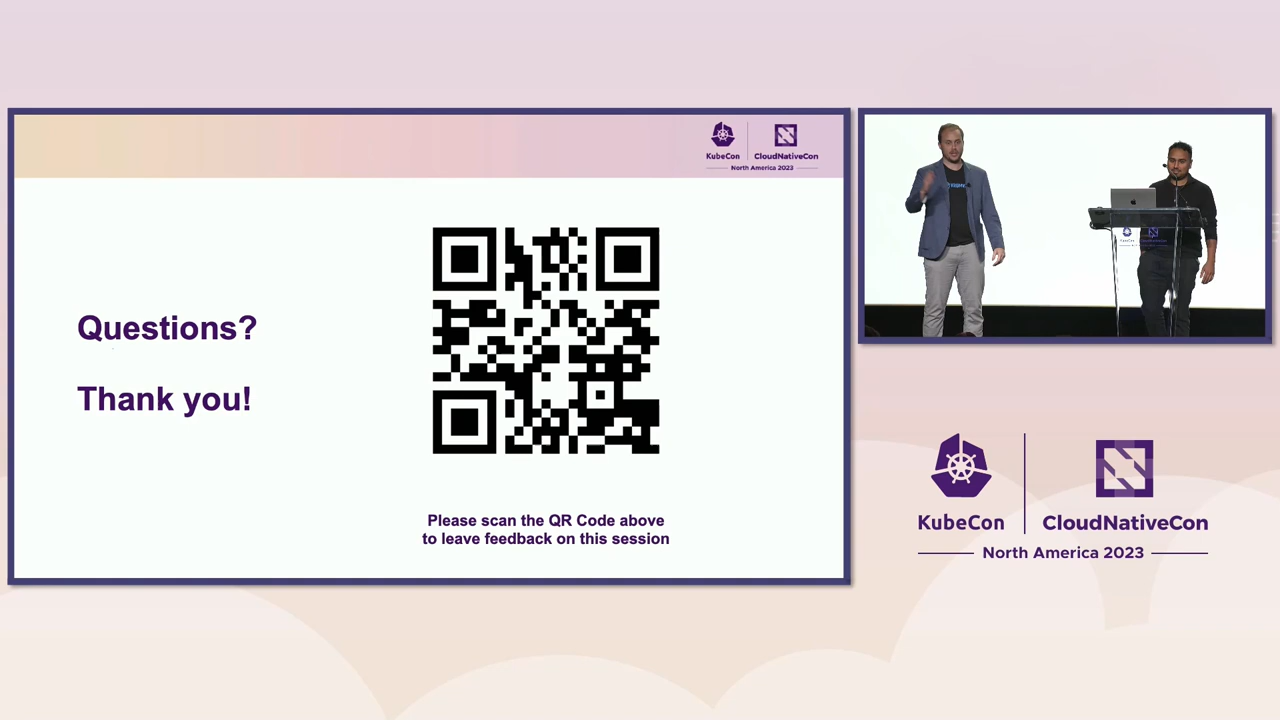 KubeCon
CloudNativeCon
North America 2023
Questions?
Thank you!
Please scan the QR Code above
to leave feedback on this session
KubeCon
CloudNativeCon
North America 2023